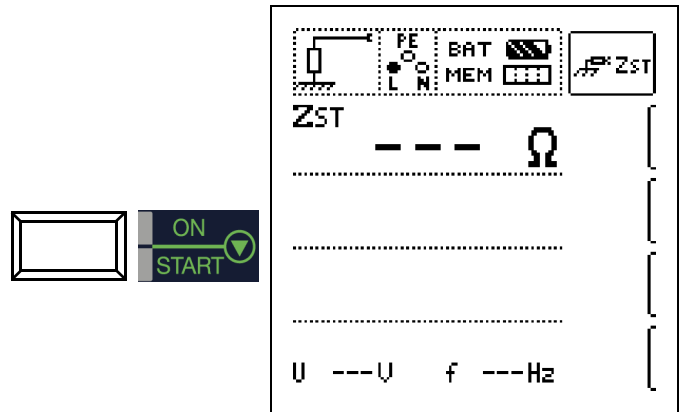 PE
L N
BAT
MEM
ZST
ZST
--- Ω
ON
START
U ---V f ---Hz